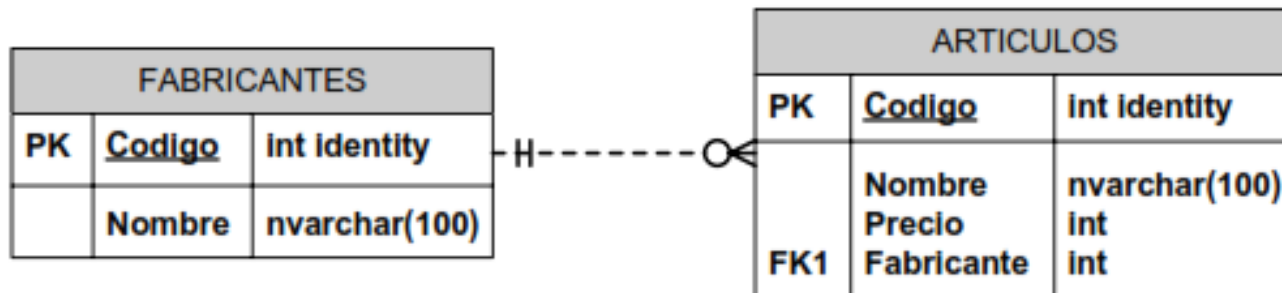 FABRICANTES
PK Codigo int identity
Nombre nvarchar(100)
ARTICULOS
PK Codigo int identity
Nombre nvarchar(100)
Precio int
FK1 Fabricante int